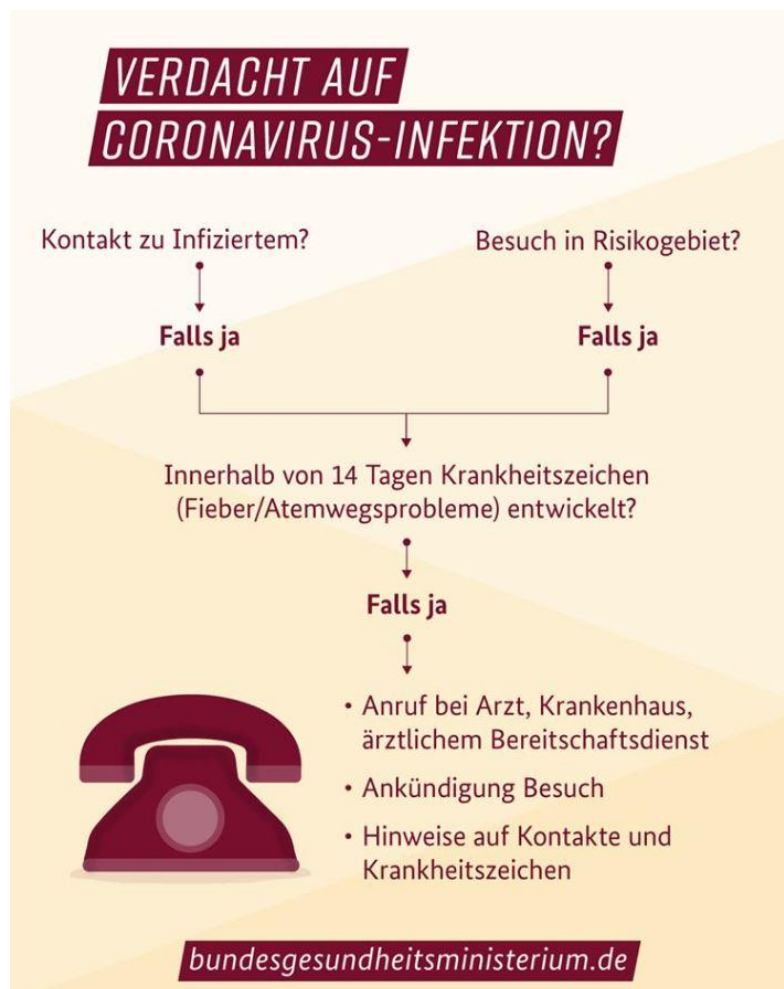 VERDACHT AUF
CORONAVIRUS-INFEKTION?
Kontakt zu Infiziertem?
Besuch in Risikogebiet?
Falls ja
Falls ja
Innerhalb von 14 Tagen Krankheitszeichen
(Fieber/Atemwegsprobleme) entwickelt?
Falls ja
• Anruf bei Arzt, Krankenhaus,
ärztlichem Bereitschaftsdienst
• Ankündigung Besuch
• Hinweise auf Kontakte und
Krankheitszeichen
bundesgesundheitsministerium.de